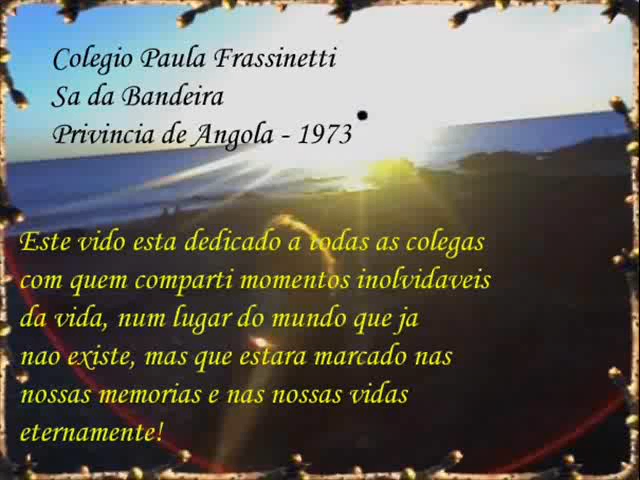 Colegio Paula Frassinetti
Sa da Bandeira
Privincia de Angola - 1973
Este vido esta dedicado a todas as colegas
com quem comparti momentos inolvidaveis
da vida, num lugar do mundo que ja
nao existe, mas que estara marcado nas
nossas memorias e nas nossas vidas
eternamente!